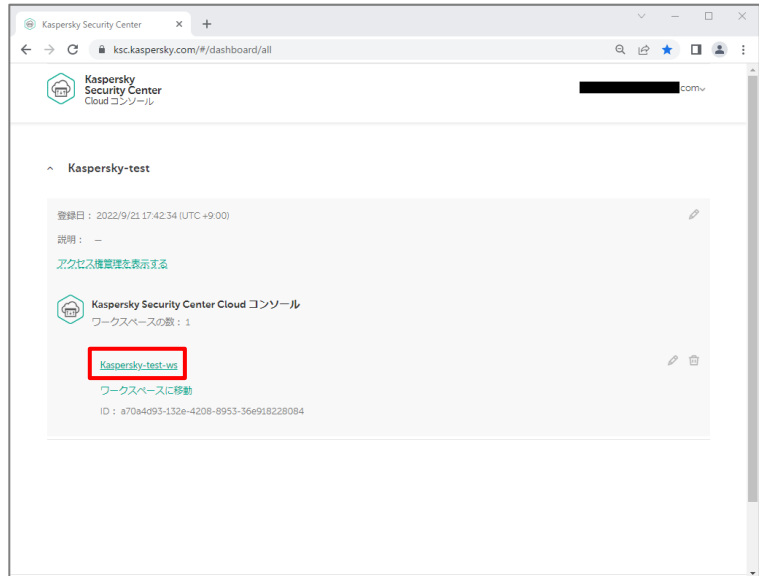 Kaspersky Security Center
ksc.kaspersky.com/#/dashboard/all
Kaspersky
Security Center
Cloud コンソール
com
Kaspersky-test
登録日： 2022/9/21 17:42:34 (UTC +9:00)
説明： —
アクセス権管理を表示する
Kaspersky Security Center Cloud コンソール
ワークスペースの数： 1
Kaspersky-test-ws
ワークスペースに移動
ID： a70a4d93-132e-4208-8953-36e918228084